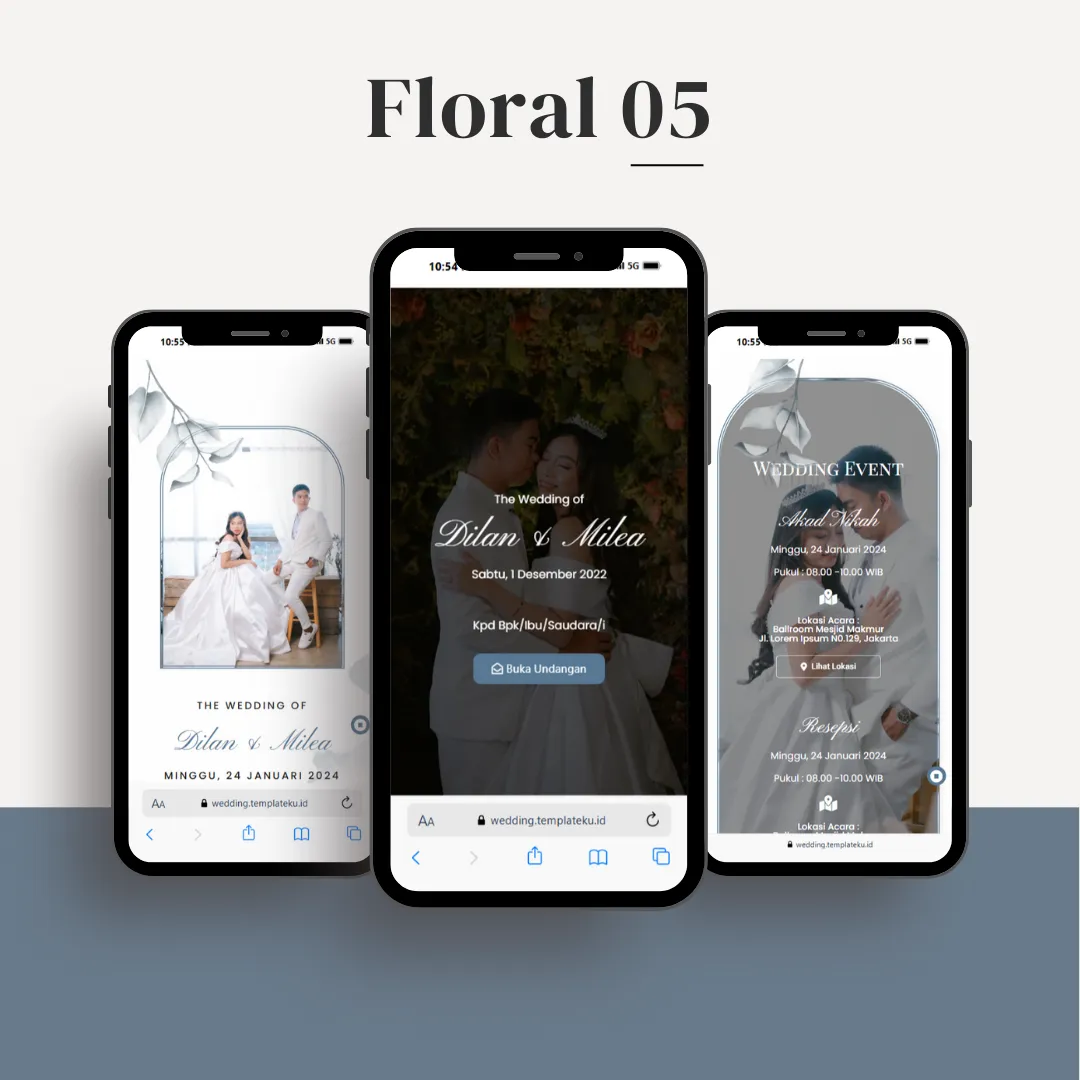 Floral 05
10:55
5G
THE WEDDING OF
Dilan & Milea
MINGGU, 24 JANUARI 2024
AA wedding.templateku.id
10:54
5G
The Wedding of
Dilan & Milea
Sabtu, 1 Desember 2022
Kpd Bpk/Ibu/Saudara/i
Buka Undangan
AA wedding.templateku.id
10:55
5G
WEDDING EVENT
Akad Nikah
Minggu, 24 Januari 2024
Pukul : 08.00 -10.00 WIB
Lokasi Acara :
Ballroom Mesjid Makmur
Jl. Lorem Ipsum N0.129, Jakarta
Lihat Lokasi
Resepsi
Minggu, 24 Januari 2024
Pukul : 08.00 -10.00 WIB
Lokasi Acara :
wedding.templateku.id